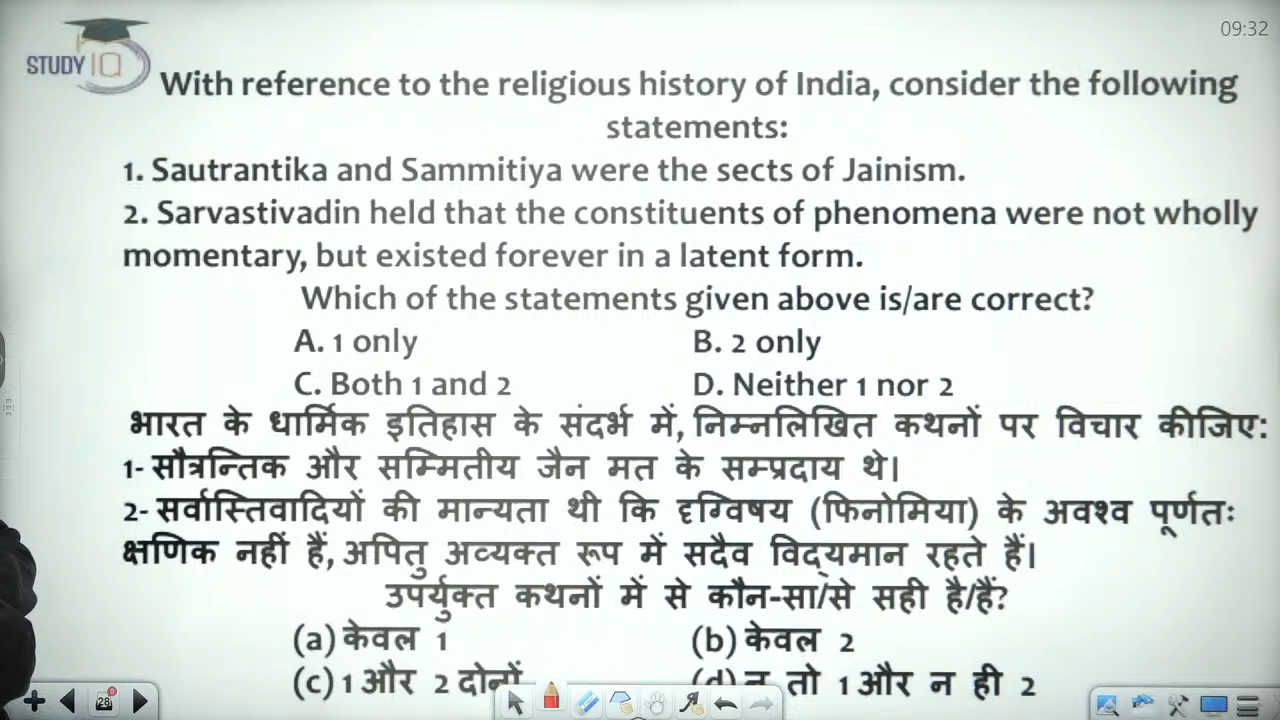 09:32
STUDY IQ
With reference to the religious history of India, consider the following
statements:
1. Sautrantika and Sammitiya were the sects of Jainism.
2. Sarvastivadin held that the constituents of phenomena were not wholly
momentary, but existed forever in a latent form.
Which of the statements given above is/are correct?
A. 1 only B. 2 only
C. Both 1 and 2 D. Neither 1 nor 2
भारत के धार्मिक इतिहास के संदर्भ में, निम्नलिखित कथनों पर विचार कीजिए:
1- सौत्रन्तिक और सम्मितीय जैन मत के सम्प्रदाय थे।
2- सर्वास्तिवादियों की मान्यता थी कि दृग्विषय (फिनोमिया) के अवश्व पूर्णतः
क्षणिक नहीं हैं, अपितु अव्यक्त रूप में सदैव विद्यमान रहते हैं।
उपर्युक्त कथनों में से कौन-सा/से सही है/हैं?
(a) केवल 1 (b) केवल 2
(c) 1 और 2 दोनों (d) न तो 1 और न ही 2
28